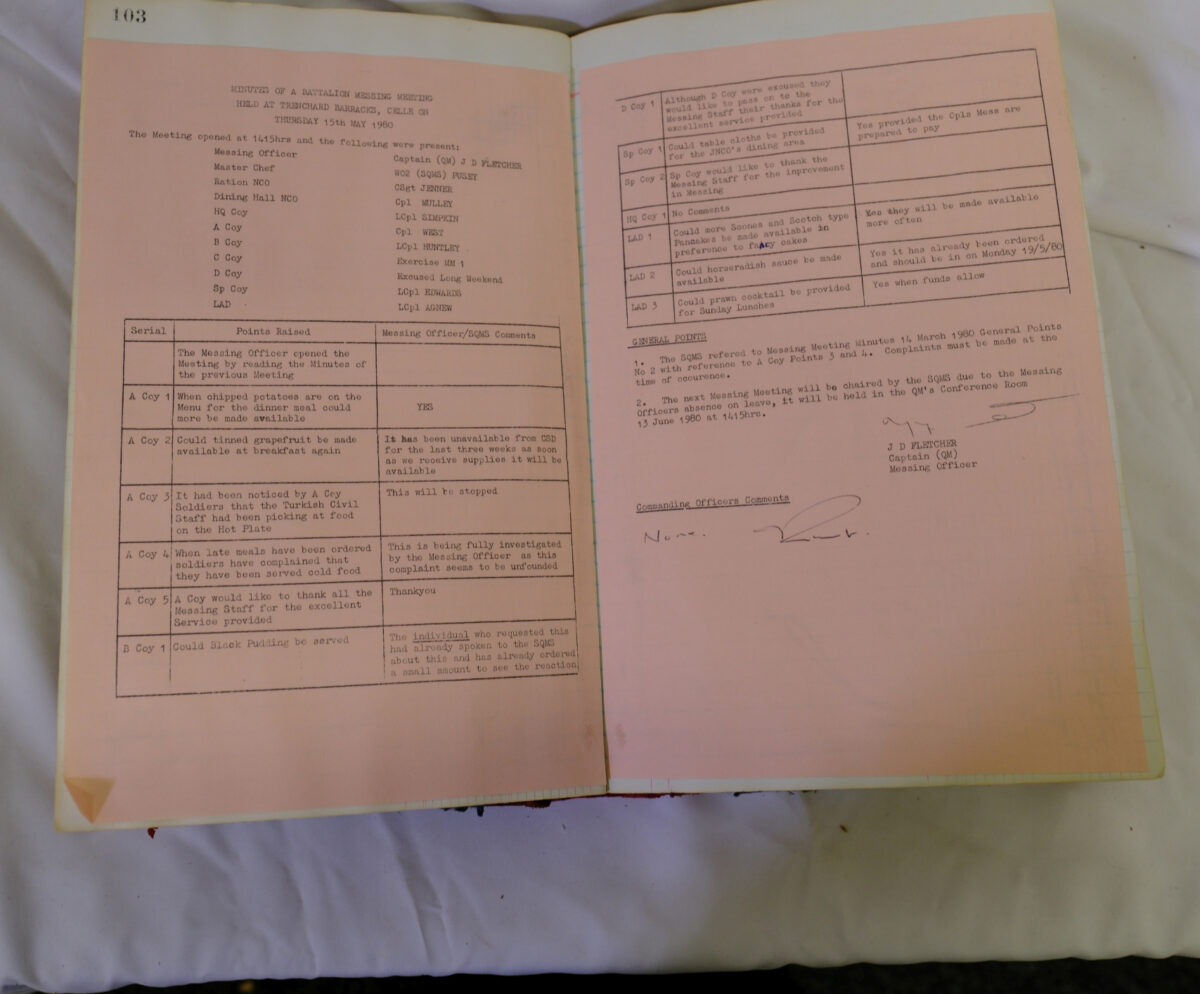 103
MINUTES OF A BATTALION MESSING MEETING
HELD AT TRENCHARD BARRACKS, CELLE ON
THURSDAY 15th MAY 1980
The Meeting opened at 1415hrs and the following were present:
Messing Officer Captain (QM) J D FLETCHER
Master Chef WO2 (SQMS) PUSEY
Ration NCO CSgt JENNER
Dining Hall NCO Cpl MULLEY
HQ Coy LCpl SIMPKIN
A Coy Cpl WEST
B Coy LCpl HUNTLEY
C Coy Exercise MM 1
D Coy Excused Long Weekend
Sp Coy LCpl EDWARDS
LAD LCpl AGNEW
Serial Points Raised Messing Officer/SQMS Comments
The Messing Officer opened the
Meeting by reading the Minutes of
the previous Meeting
A Coy 1 When chipped potatoes are on the
Menu for the dinner meal could
more be made available
YES
A Coy 2 Could tinned grapefruit be made
available at breakfast again
It has been unavailable from CSD
for the last three weeks as soon
as we receive supplies it will be
available
A Coy 3 It had been noticed by A Coy
Soldiers that the Turkish Civil
Staff had been picking at food
on the Hot Plate
This will be stopped
A Coy 4 When late meals have been ordered
soldiers have complained that
they have been served cold food
This is being fully investigated
by the Messing Officer as this
complaint seems to be unfounded
A Coy 5 A Coy would like to thank all the
Messing Staff for the excellent
Service provided
Thankyou
B Coy 1 Could Black Pudding be served
The individual who requested this
had already spoken to the SQMS
about this and has already ordered
a small amount to see the reaction
D Coy 1 Although D Coy were excused they
would like to pass on to the
Messing Staff their thanks for the
excellent service provided
Sp Coy 1 Could table cloths be provided
for the JNCC's dining area
Yes provided the Cpls Mess are
prepared to pay
Sp Coy 2 Sp Coy would like to thank the
Messing Staff for the inprovement
in Messing
HQ Coy 1 No Comments
LAD 1 Could more Scones and Scotch type
Pancakes be made available in
preference to fancy cakes
Yes they will be made available
more often
LAD 2 Could horseradish sauce be made
available
Yes it has already been ordered
and should be in on Monday 19/5/80
LAD 3 Could prawn cocktail be provided
for Sunday Lunches
Yes when funds allow
GENERAL POINTS
1. The SQMS refered to Messing Meeting Minutes 14 March 1980 General Points
No 2 with reference to A Coy Points 3 and 4. Complaints must be made at the
time of occurence.
2. The next Messing Meeting will be chaired by the SQMS due to the Messing
Officers absence on leave, it will be held in the QM's Conference Room
13 June 1980 at 1415hrs.
J D FLETCHER
Captain (QM)
Messing Officer
Commanding Officers Comments
None.